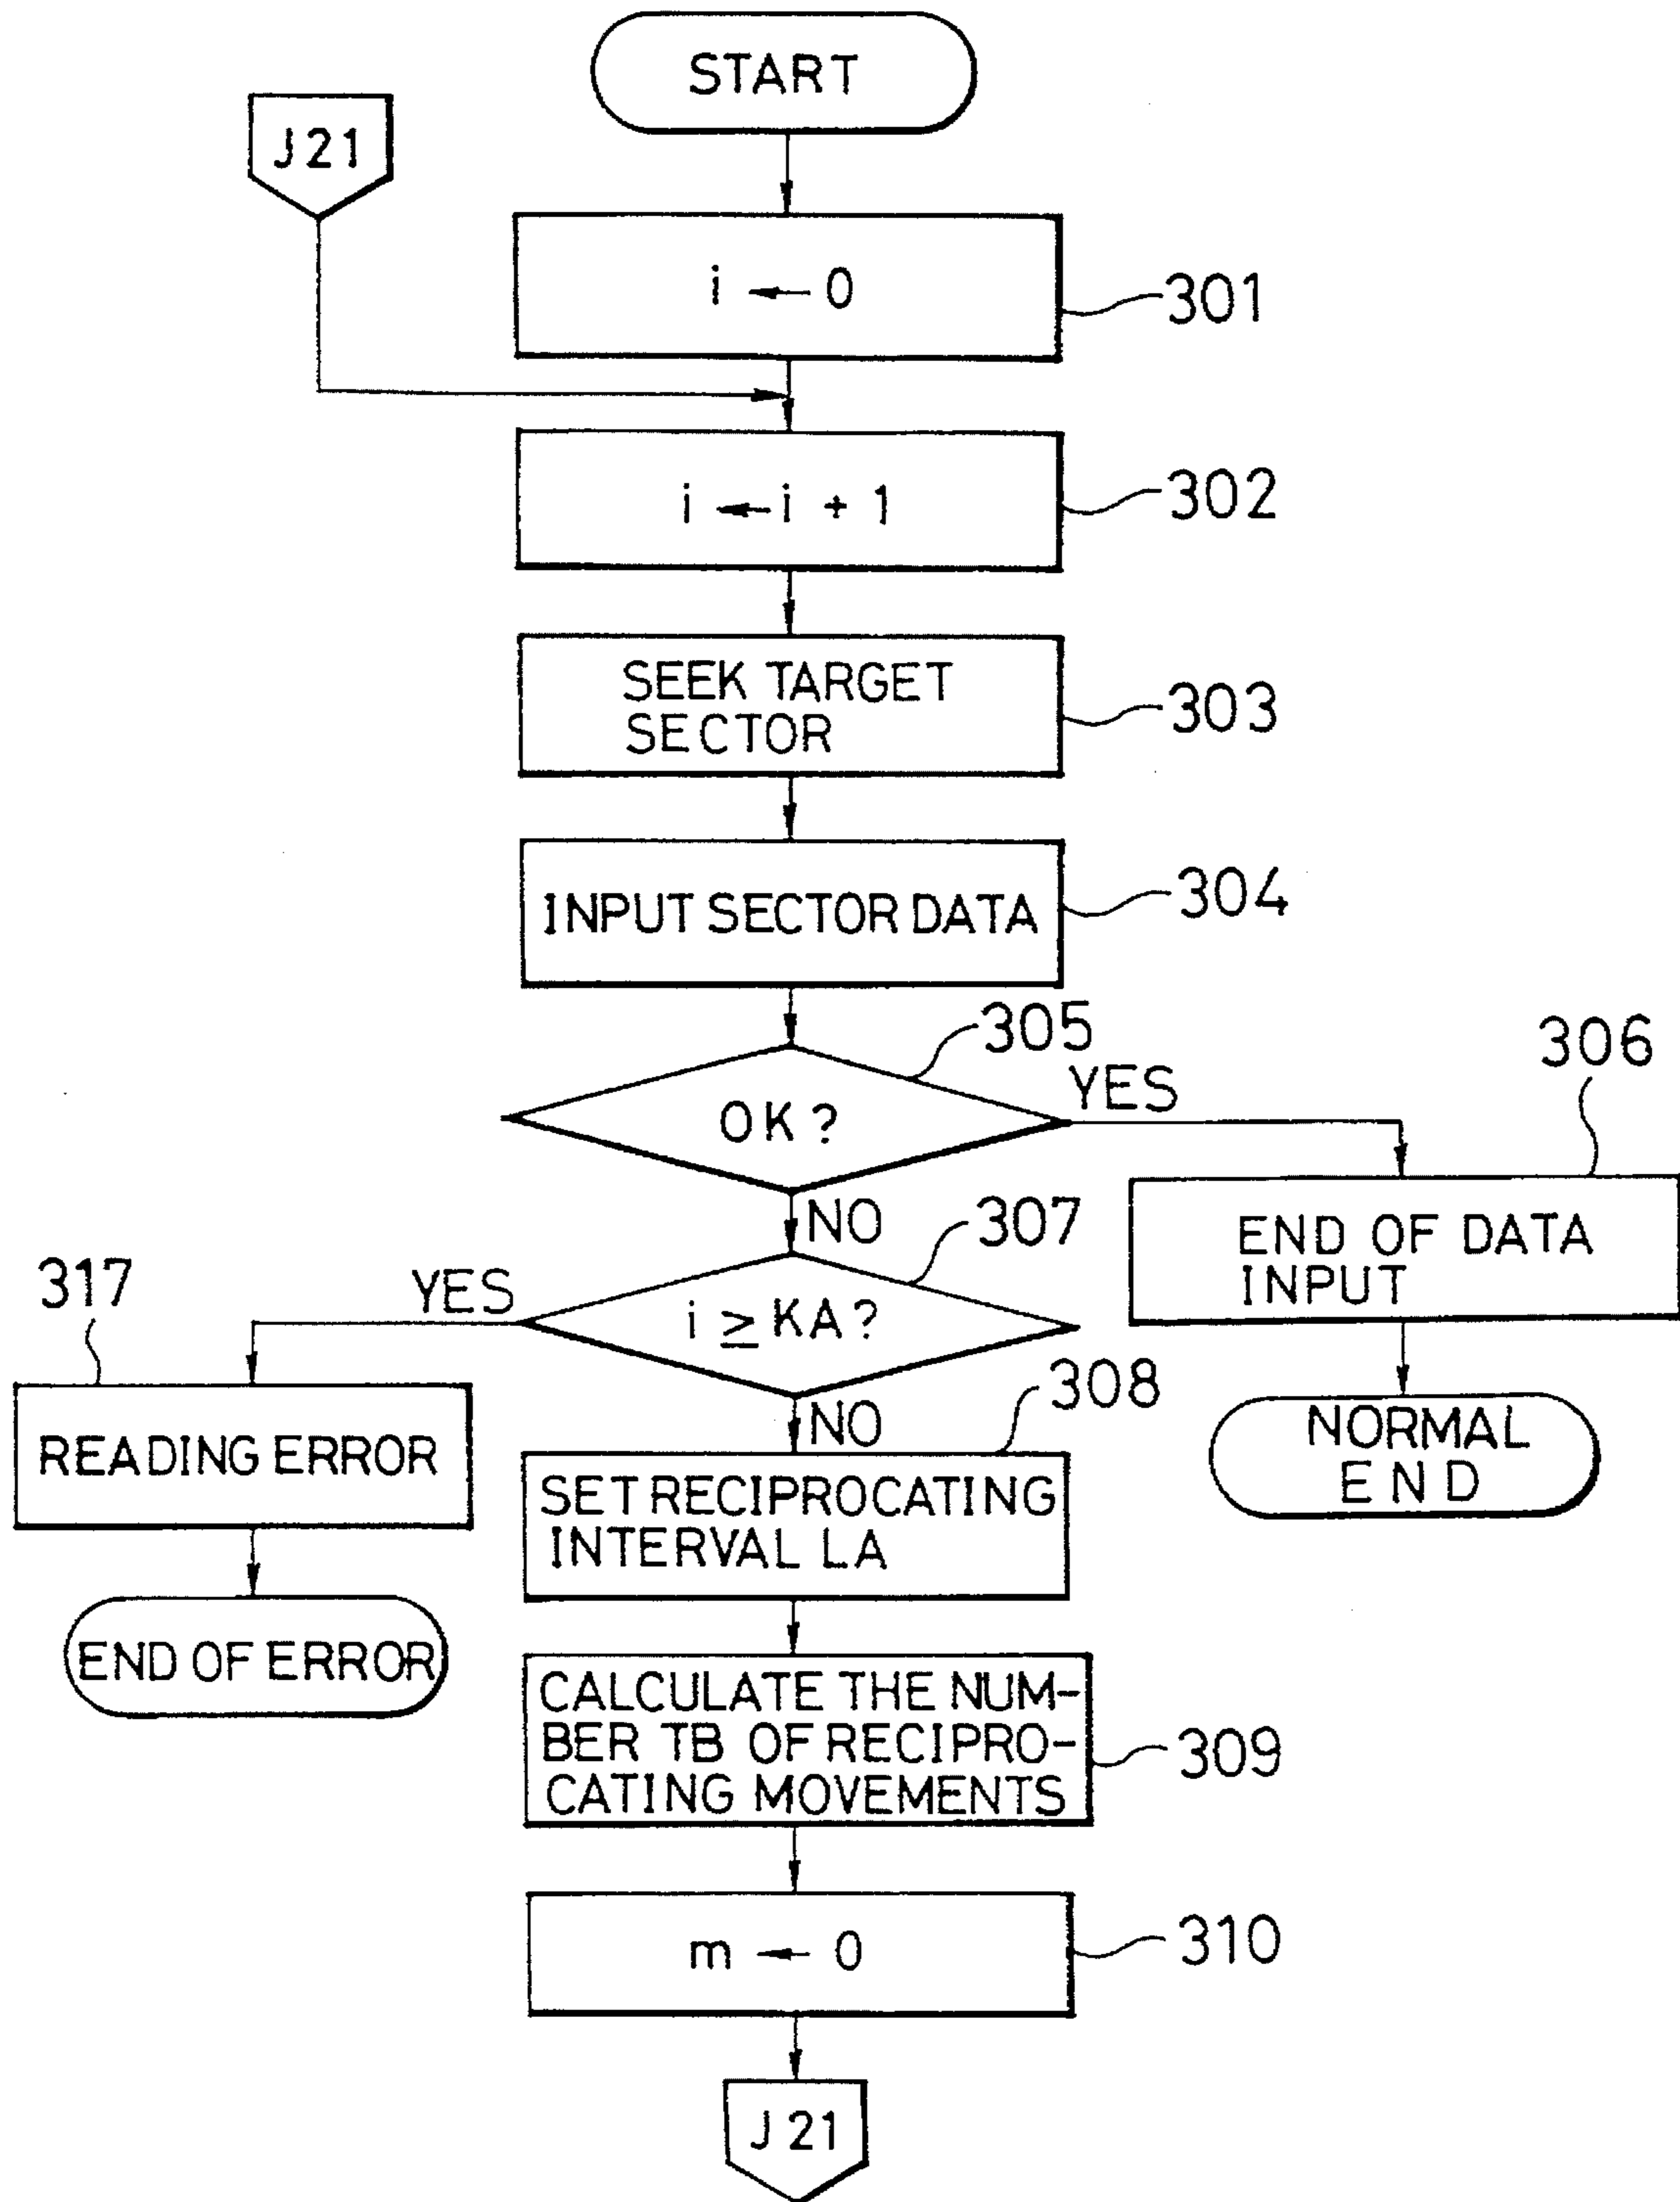 START
J21
i ← 0
301
i ← i + 1
302
SEEK TARGET
SECTOR
303
INPUT SECTOR DATA
304
305
OK?
YES
306
NO
END OF DATA
INPUT
307
317
YES
i ≥ KA?
NORMAL
END
NO
308
READING ERROR
SET RECIPROCATING
INTERVAL LA
END OF ERROR
CALCULATE THE NUM-
BER TB OF RECIPRO-
CATING MOVEMENTS
309
m ← 0
310
J21